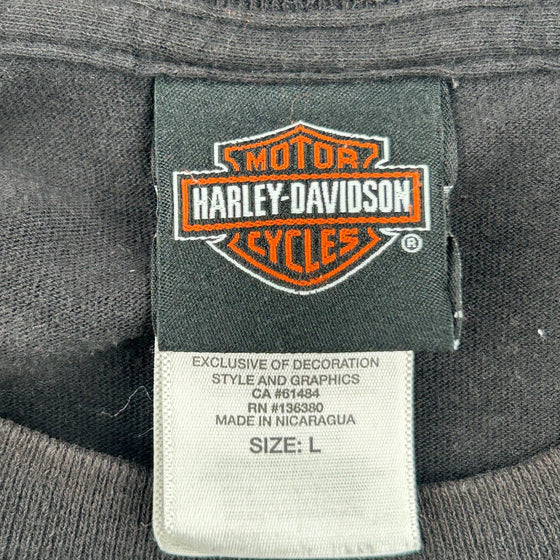 MOTOR
HARLEY-DAVIDSON
CYCLES
®
EXCLUSIVE OF DECORATION
STYLE AND GRAPHICS
CA #61484
RN #136380
MADE IN NICARAGUA
SIZE: L